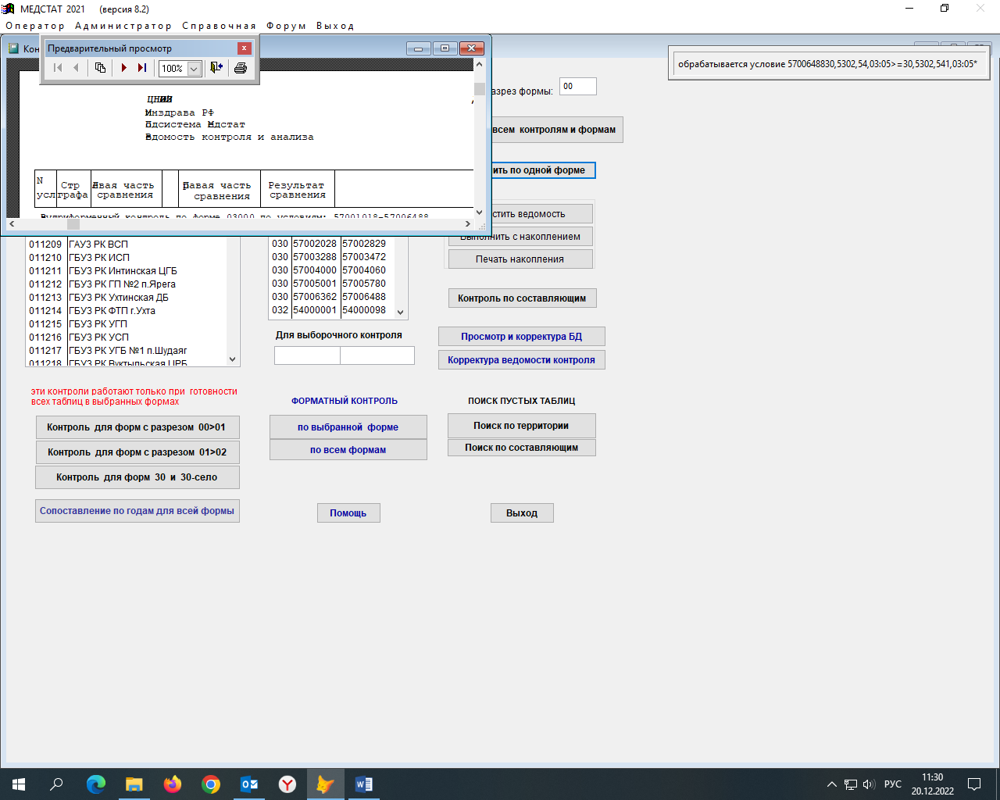 МЕДСТАТ 2021 (версия 8.2)
Оператор Администратор Справочная Форум Выход
Предварительный просмотр
100%
обрабатывается условие 5700648830,5302,54,03:05>=30,5302,541,03:05*
азрез формы: 00
Минздрава РФ
Подсистема Медстат
Ведомость контроля и анализа
всем контролям и формам
ить по одной форме
N усл
Стр графа
Левая часть сравнения
Правая часть сравнения
Результат сравнения
Внутриформенный контроль по форме 03000 по условиям: 57001018-57006488
стить ведомость
Выполнить с накоплением
Печать накопления
011209 ГАУЗ РК ВСП
011210 ГБУЗ РК ИСП
011211 ГБУЗ РК Интинская ЦГБ
011212 ГБУЗ РК ГП №2 п.Ярега
011213 ГБУЗ РК Ухтинская ДБ
011214 ГБУЗ РК ФТП г.Ухта
011215 ГБУЗ РК УГП
011216 ГБУЗ РК УСП
011217 ГБУЗ РК УГБ №1 п.Шудаяг
011218 ГБУЗ РК Вуктыльская ЦРБ
030 57002028 57002829
030 57003288 57003472
030 57004000 57004060
030 57005001 57005780
030 57006362 57006488
032 54000001 54000098
Контроль по составляющим
Для выборочного контроля
Просмотр и корректура БД
Корректура ведомости контроля
эти контроли работают только при готовности
всех таблиц в выбранных формах
Контроль для форм с разрезом 00>01
Контроль для форм с разрезом 01>02
Контроль для форм 30 и 30-село
Сопоставление по годам для всей формы
ФОРМАТНЫЙ КОНТРОЛЬ
по выбранной форме
по всем формам
ПОИСК ПУСТЫХ ТАБЛИЦ
Поиск по территории
Поиск по составляющим
Помощь
Выход
РУС
11:30
20.12.2022